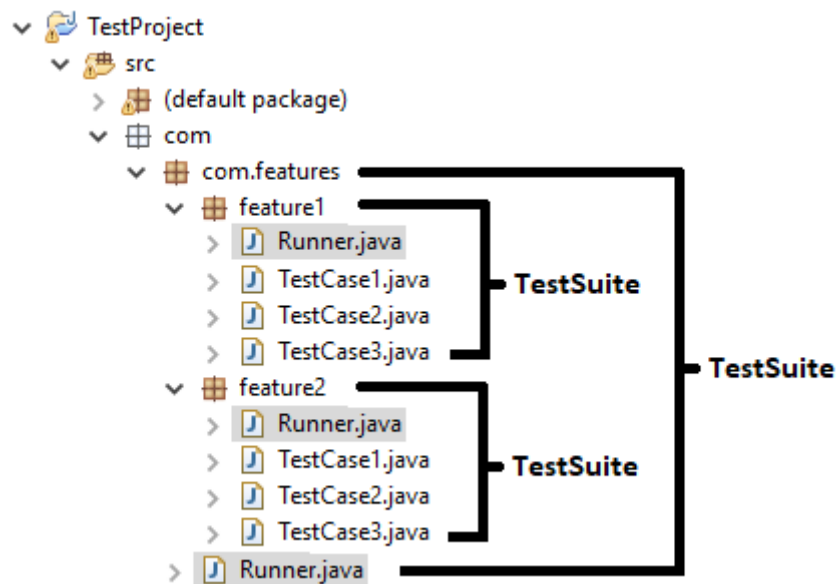 TestProject
src
(default package)
com
com.features
feature1
Runner.java
TestCase1.java
TestSuite
TestCase2.java
TestCase3.java
TestSuite
feature2
Runner.java
TestCase1.java
TestSuite
TestCase2.java
TestCase3.java
Runner.java